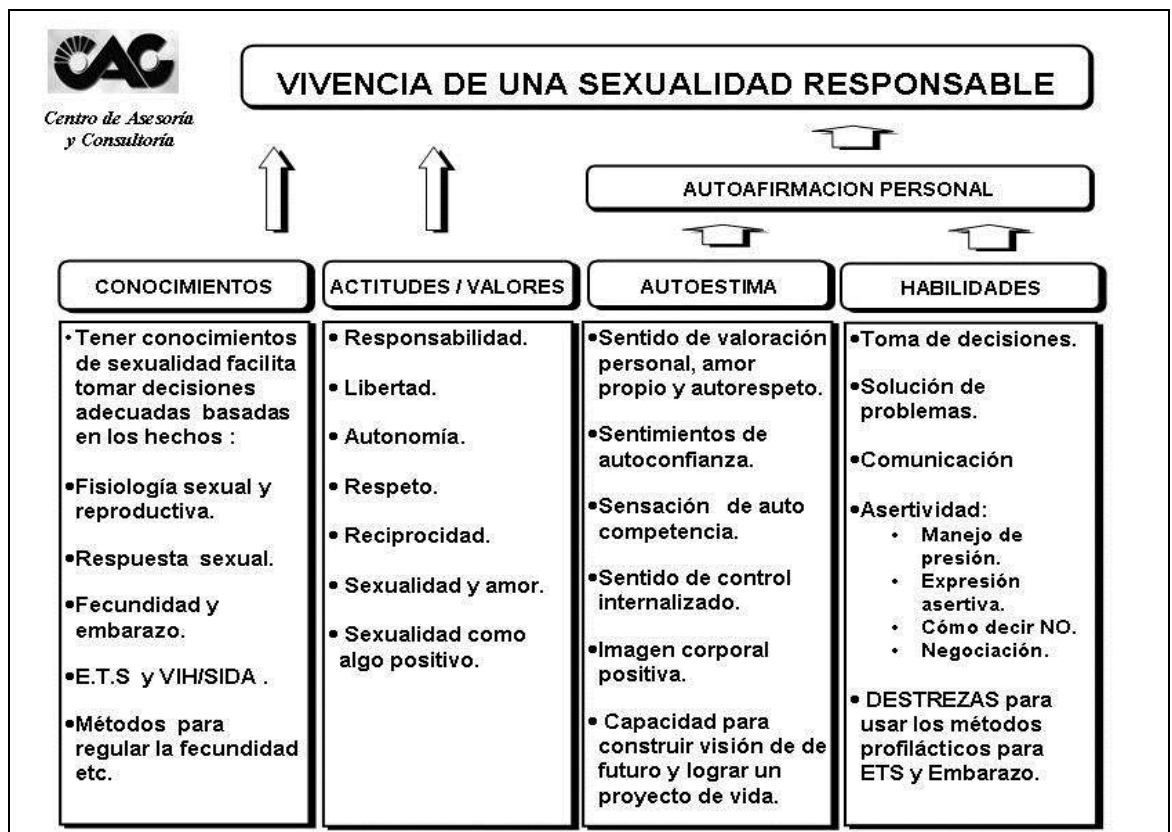 CAC
Centro de Asesoría
y Consultoría
VIVENCIA DE UNA SEXUALIDAD RESPONSABLE
AUTOAFIRMACION PERSONAL
CONOCIMIENTOS
• Tener conocimientos
de sexualidad facilita
tomar decisiones
adecuadas basadas
en los hechos :
•Fisiología sexual y
reproductiva.
•Respuesta sexual.
•Fecundidad y
embarazo.
•E.T.S y VIH/SIDA .
•Métodos para
regular la fecundidad
etc.
ACTITUDES / VALORES
• Responsabilidad.
• Libertad.
• Autonomía.
• Respeto.
• Reciprocidad.
• Sexualidad y amor.
• Sexualidad como
algo positivo.
AUTOESTIMA
•Sentido de valoración
personal, amor
propio y autorespeto.
•Sentimientos de
autoconfianza.
•Sensación de auto
competencia.
•Sentido de control
internalizado.
•Imagen corporal
positiva.
• Capacidad para
construir visión de de
futuro y lograr un
proyecto de vida.
HABILIDADES
•Toma de decisiones.
•Solución de
problemas.
•Comunicación
•Asertividad:
• Manejo de
presión.
• Expresión
asertiva.
• Cómo decir NO.
• Negociación.
• DESTREZAS para
usar los métodos
profilácticos para
ETS y Embarazo.